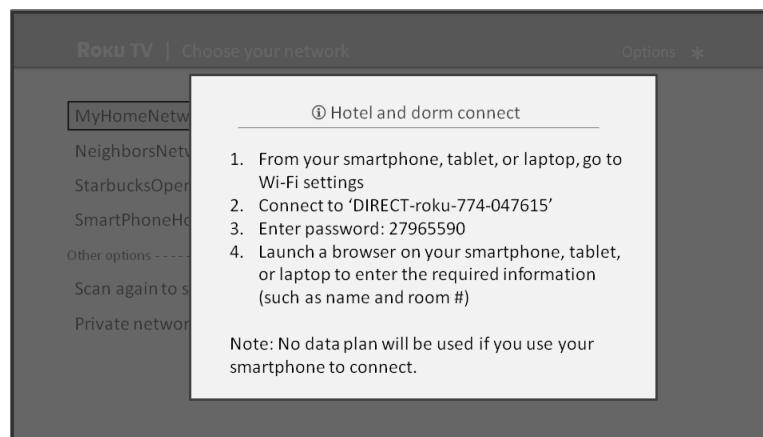 Roku TV | Choose your network
Options ✱
MyHomeNetw
NeighborsNetw
StarbucksOper
SmartPhoneHo
Other options -----
Scan again to s
Private networ
ⓘ Hotel and dorm connect
1. From your smartphone, tablet, or laptop, go to
Wi-Fi settings
2. Connect to ‘DIRECT-roku-774-047615’
3. Enter password: 27965590
4. Launch a browser on your smartphone, tablet,
or laptop to enter the required information
(such as name and room #)
Note: No data plan will be used if you use your
smartphone to connect.